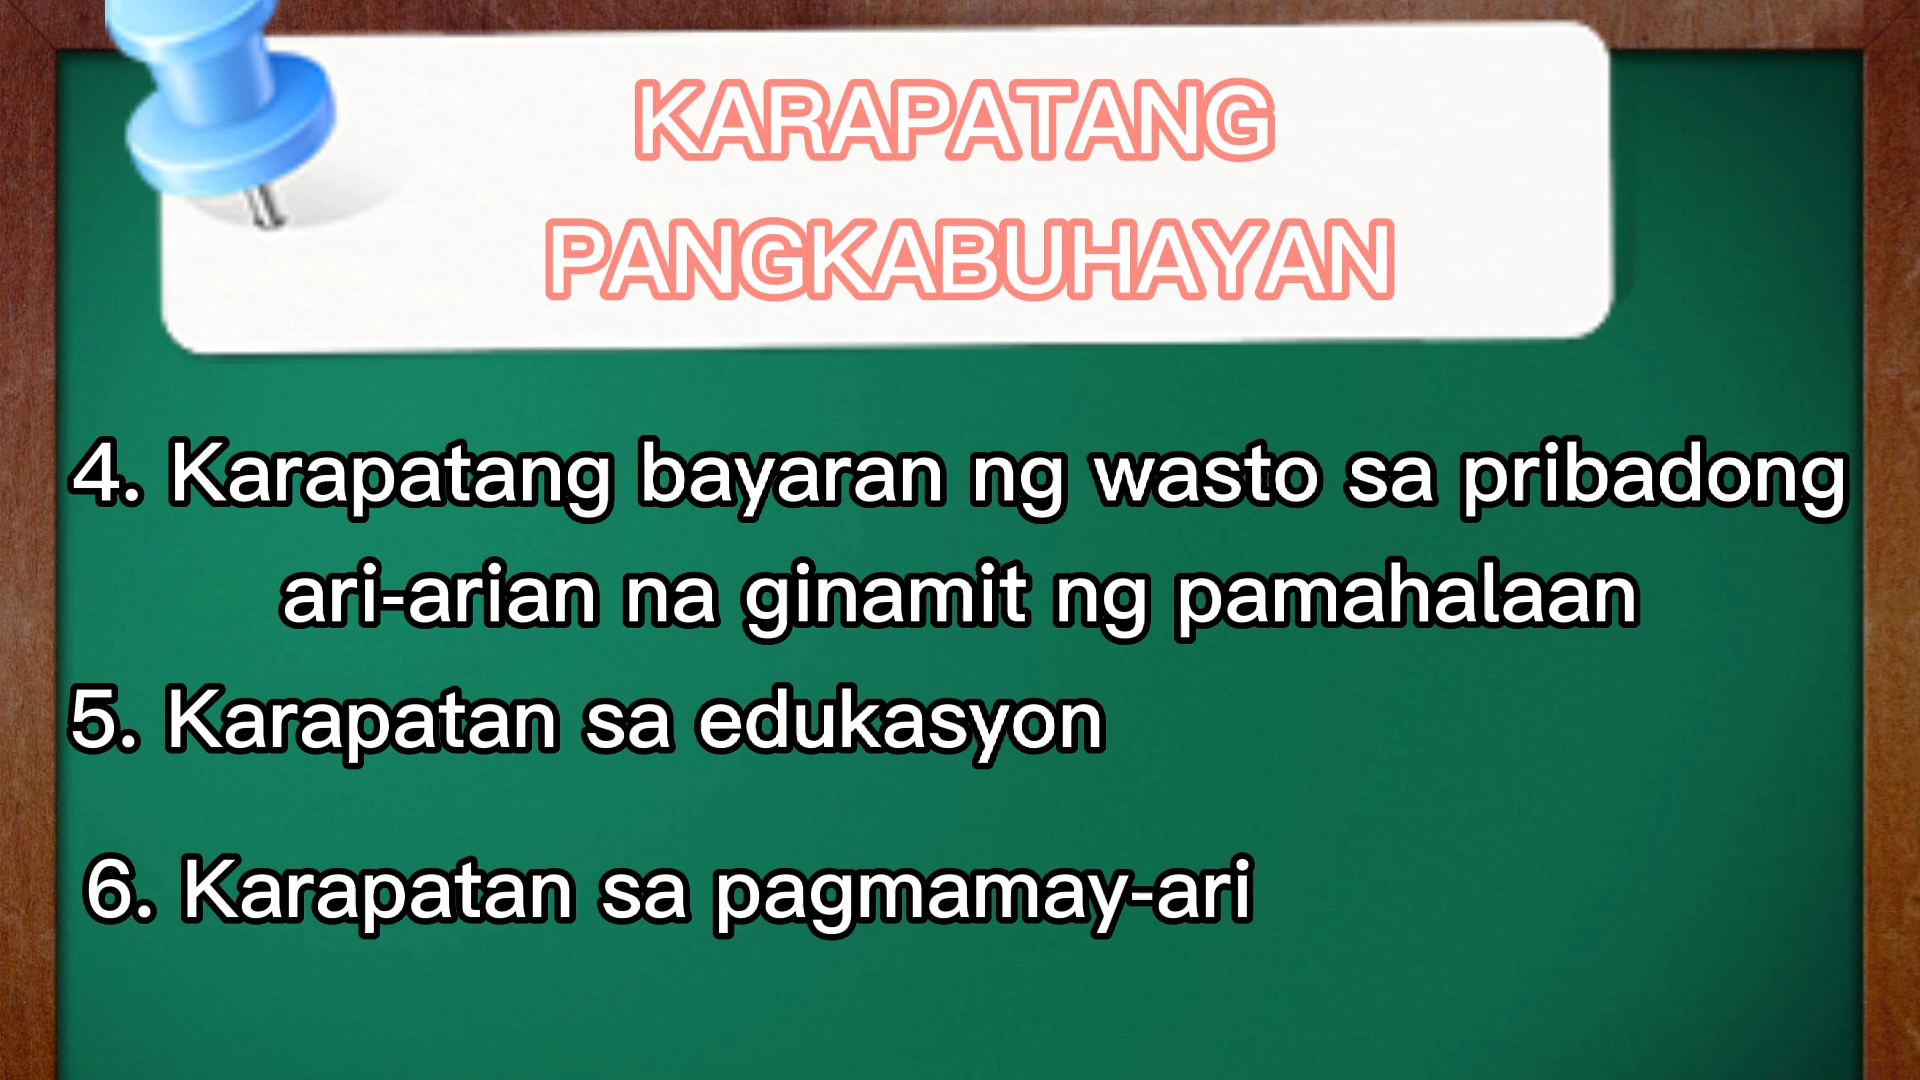 KARAPATANG
PANGKABUHAYAN
4. Karapatang bayaran ng wasto sa pribadong
ari-arian na ginamit ng pamahalaan
5. Karapatan sa edukasyon
6. Karapatan sa pagmamay-ari